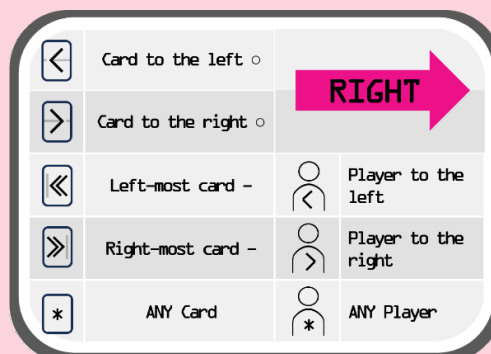 Card to the left ○
RIGHT
Card to the right ○
Left-most card –
Player to the
left
Right-most card –
Player to the
right
* ANY Card
* ANY Player